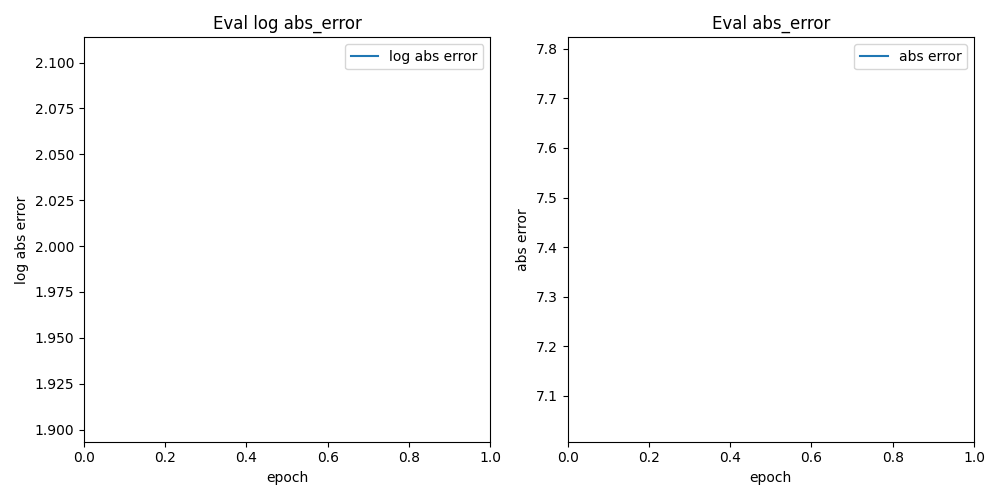 Eval log abs_error
log abs error
2.100
2.075
2.050
2.025
2.000
1.975
1.950
1.925
1.900
log abs error
0.0 0.2 0.4 0.6 0.8 1.0
epoch
Eval abs_error
abs error
7.8
7.7
7.6
7.5
7.4
7.3
7.2
7.1
abs error
0.0 0.2 0.4 0.6 0.8 1.0
epoch